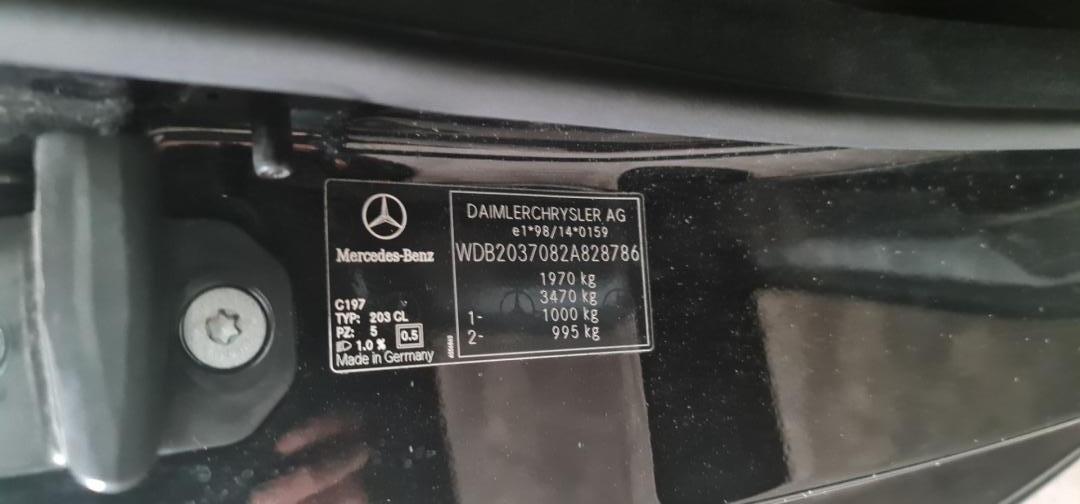 Mercedes-Benz
C197
TYP: 203 CL
PZ: 5
1.0 % 0.5
Made in Germany
DAIMLERCHRYSLER AG
e1*98/14*0159
WDB2037082A828786
1970 kg
3470 kg
1- 1000 kg
2- 995 kg